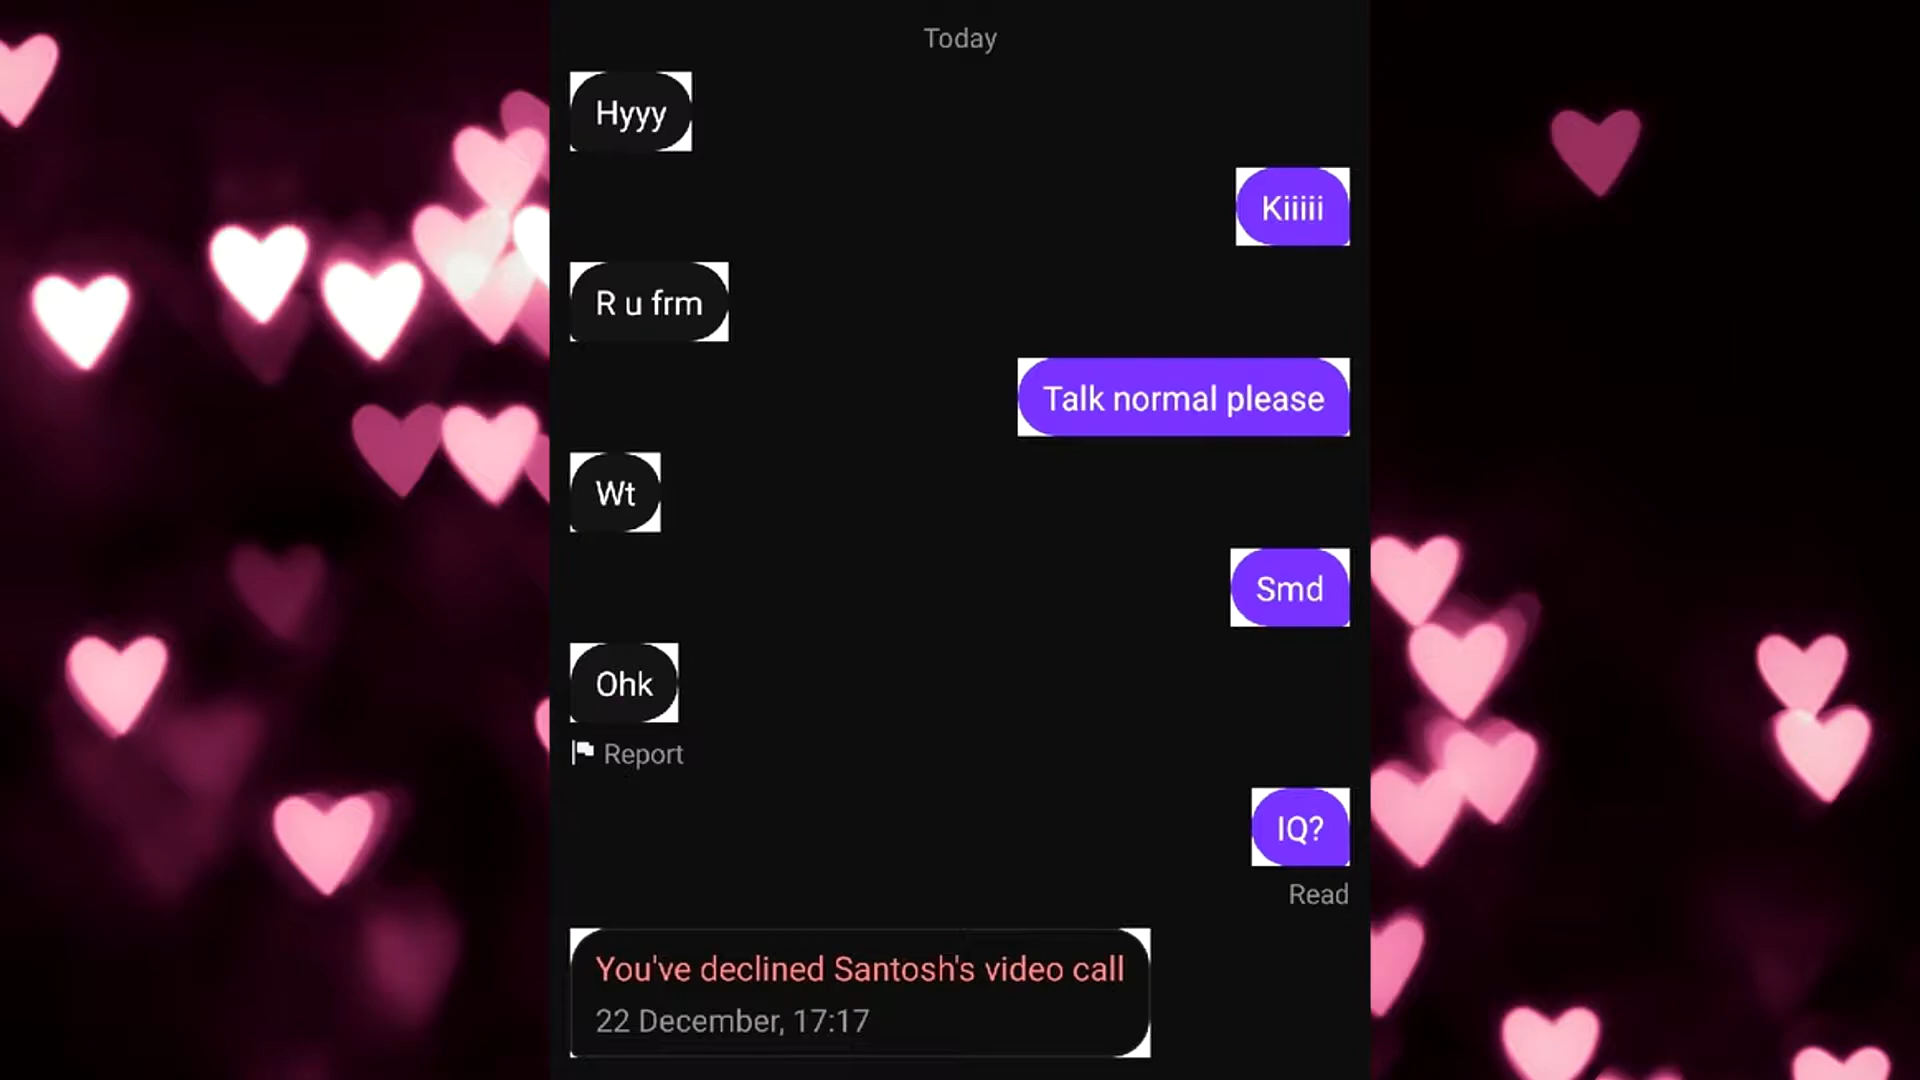 Today
Hyyy
Kiiiii
R u frm
Talk normal please
Wt
Smd
Ohk
Report
IQ?
Read
You've declined Santosh's video call
22 December, 17:17